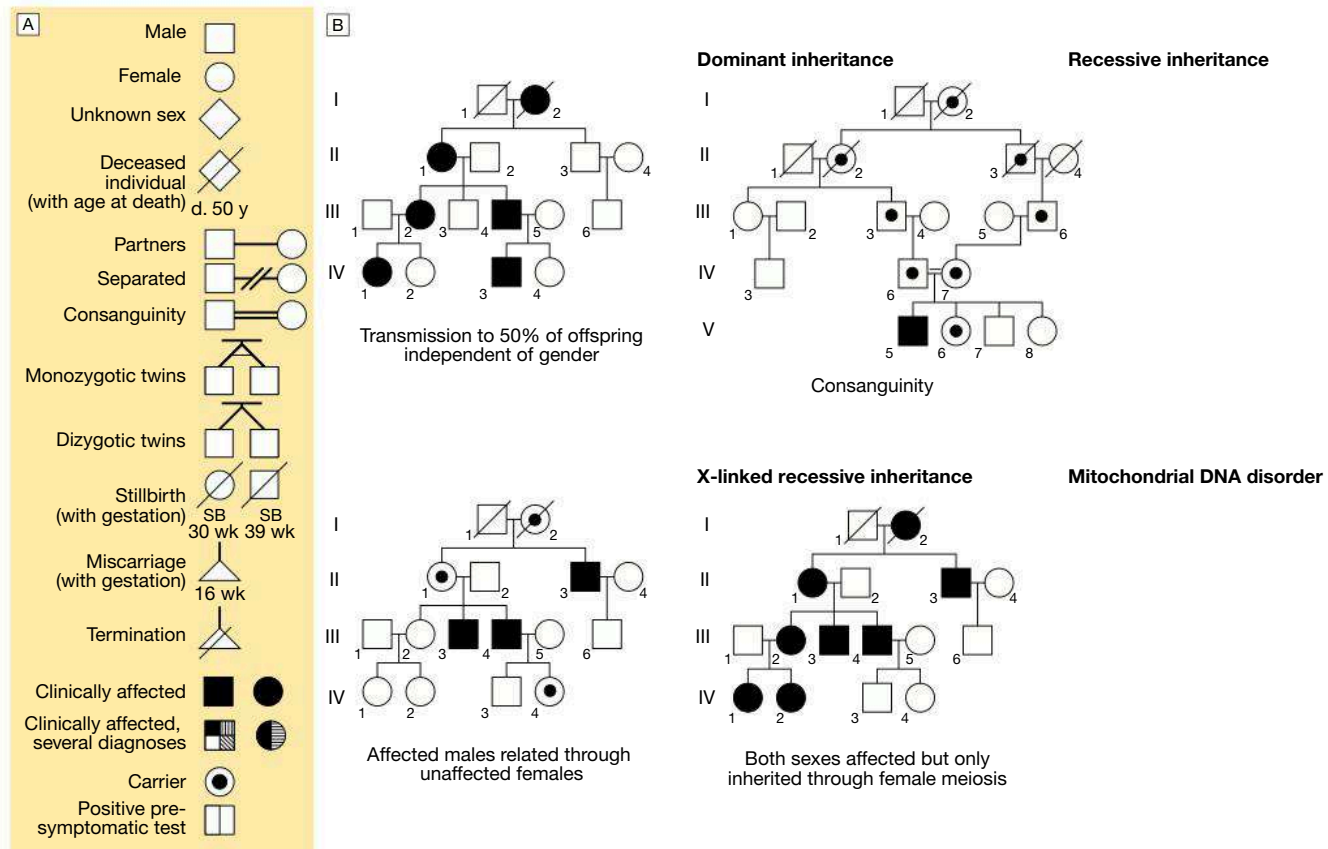 A
Male
Female
Unknown sex
Deceased
individual
(with age at death)
d. 50 y
Partners
Separated
Consanguinity
Monozygotic twins
Dizygotic twins
Stillbirth
(with gestation)
SB
30 wk
SB
39 wk
Miscarriage
(with gestation)
16 wk
Termination
Clinically affected
Clinically affected,
several diagnoses
Carrier
Positive pre-
symptomatic test
B
Dominant inheritance
I
1 2
II
1 2 3 4
III
1 2 3 4 5 6
IV
1 2 3 4
Transmission to 50% of offspring
independent of gender
Recessive inheritance
I
1 2
II
1 2 3 4
III
1 2 3 4 5 6
IV
3 6 7
V
5 6 7 8
Consanguinity
X-linked recessive inheritance
I
1 2
II
1 2 3 4
III
1 2 3 4 5 6
IV
1 2 3 4
Affected males related through
unaffected females
Mitochondrial DNA disorder
I
1 2
II
1 2 3 4
III
1 2 3 4 5 6
IV
1 2 3 4
Both sexes affected but only
inherited through female meiosis